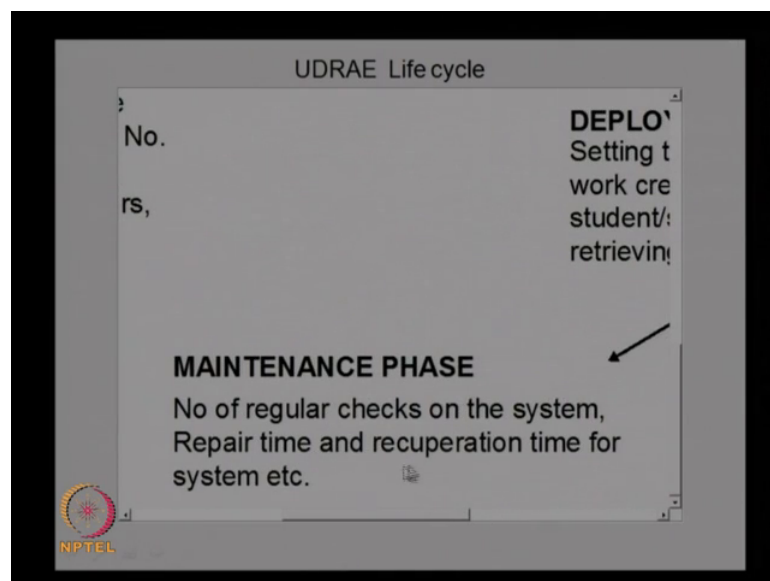 UDRAE Life cycle
No.
rs,
DEPLO
Setting t
work cre
student/
retrieving
MAINTENANCE PHASE
No of regular checks on the system,
Repair time and recuperation time for
system etc.
NPTEL